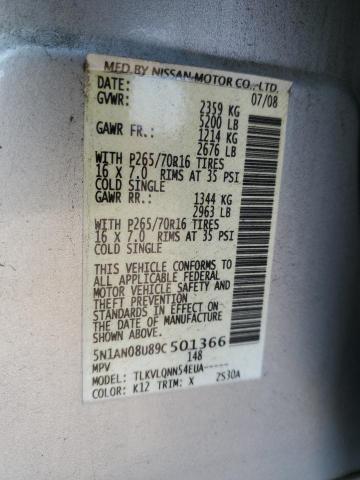 MFD.BY NISSAN-MOTOR CO.,LTD.
DATE: 07/08
GVWR: 2359 KG
5200 LB
GAWR FR.: 1214 KG
2676 LB
WITH P265/70R16 TIRES
16 X 7.0 RIMS AT 35 PSI
COLD SINGLE
GAWR RR.: 1344 KG
2963 LB
WITH P265/70R16 TIRES
16 X 7.0 RIMS AT 35 PSI
COLD SINGLE
THIS VEHICLE CONFORMS TO
ALL APPLICABLE FEDERAL
MOTOR VEHICLE SAFETY AND
THEFT PREVENTION
STANDARDS IN EFFECT ON
THE DATE OF MANUFACTURE
SHOWN ABOVE.
5N1AN08U89C501366
MPV 148
MODEL: TLKVLQNN54EUA-----
COLOR: K12 TRIM: X 2S30A